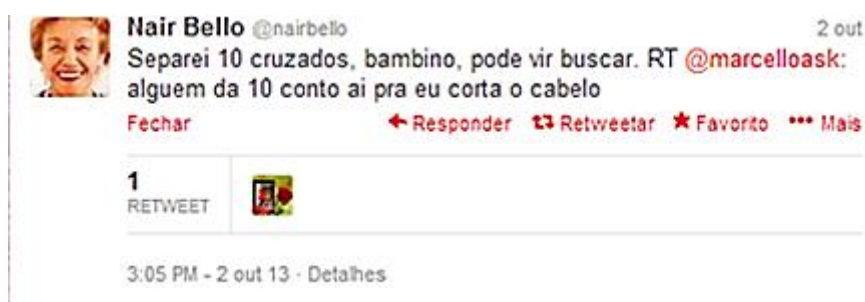 Nair Bello @nairbello 2 out
Separei 10 cruzados, bambino, pode vir buscar. RT @marcelloask:
alguem da 10 conto ai pra eu corta o cabelo
Fechar Responder Retweetar Favorito Mais
1
RETWEET
3:05 PM - 2 out 13 · Detalhes